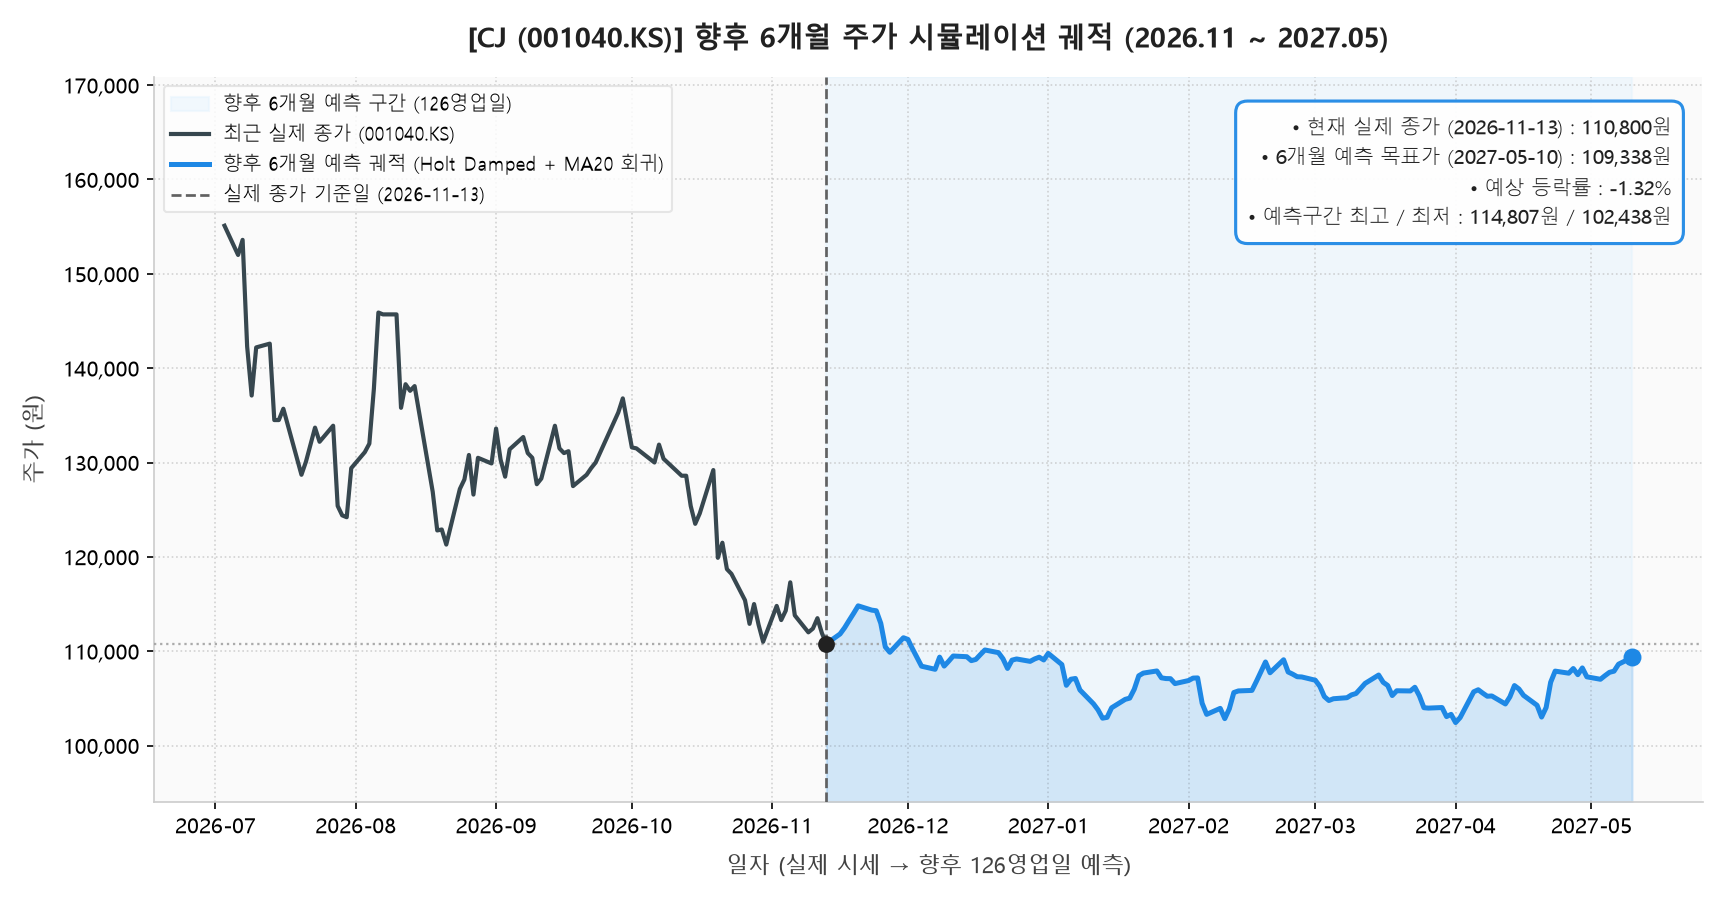 [CJ (001040.KS)] 향후 6개월 주가 시뮬레이션 궤적 (2026.11 ~ 2027.05)
170,000
160,000
150,000
140,000
130,000
120,000
110,000
100,000
주가 (원)
향후 6개월 예측 구간 (126영업일)
최근 실제 종가 (001040.KS)
향후 6개월 예측 궤적 (Holt Damped + MA20 회귀)
실제 종가 기준일 (2026-11-13)
• 현재 실제 종가 (2026-11-13) : 110,800원
• 6개월 예측 목표가 (2027-05-10) : 109,338원
• 예상 등락률 : -1.32%
• 예측구간 최고 / 최저 : 114,807원 / 102,438원
2026-07 2026-08 2026-09 2026-10 2026-11 2026-12 2027-01 2027-02 2027-03 2027-04 2027-05
일자 (실제 시세 → 향후 126영업일 예측)